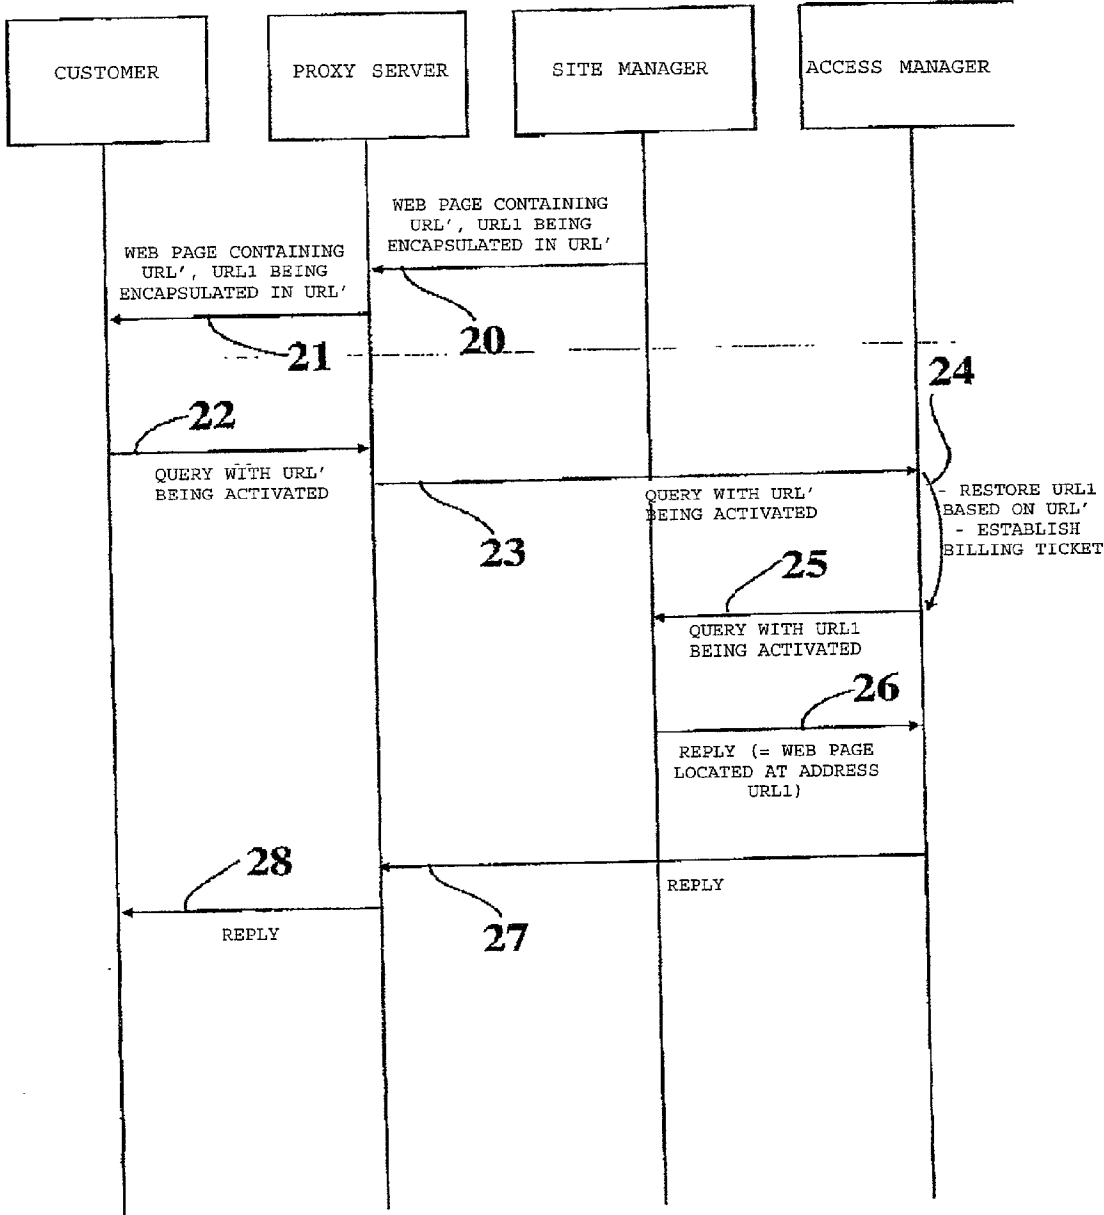 CUSTOMER
PROXY SERVER
SITE MANAGER
ACCESS MANAGER
WEB PAGE CONTAINING
URL', URL1 BEING
ENCAPSULATED IN URL'
20
WEB PAGE CONTAINING
URL', URL1 BEING
ENCAPSULATED IN URL'
21
22
QUERY WITH URL'
BEING ACTIVATED
23
QUERY WITH URL'
BEING ACTIVATED
24
- RESTORE URL1
BASED ON URL'
- ESTABLISH
BILLING TICKET
25
QUERY WITH URL1
BEING ACTIVATED
26
REPLY (= WEB PAGE
LOCATED AT ADDRESS
URL1)
27
REPLY
28
REPLY